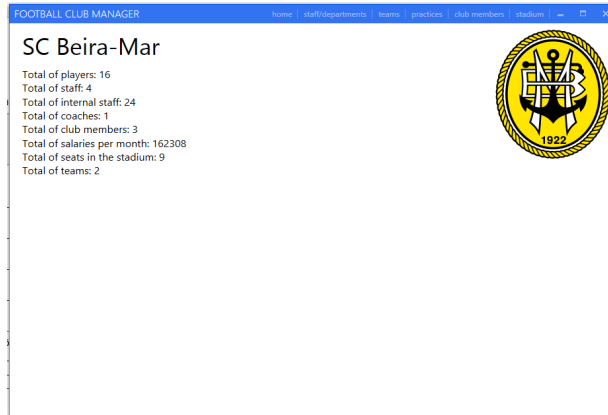 FOOTBALL CLUB MANAGER
home | staff/departments | teams | practices | club members | stadium
SC Beira-Mar
Total of players: 16
Total of staff: 4
Total of internal staff: 24
Total of coaches: 1
Total of club members: 3
Total of salaries per month: 162308
Total of seats in the stadium: 9
Total of teams: 2
1922